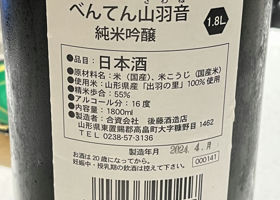 べんてん山羽音
純米吟醸
1.8L
・品目：日本酒
・原材料名：米（国産）、米こうじ（国産米）
・使用米：山形県産「出羽の里」100%使用
・精米歩合：55%
・アルコール分：16度
・内容量：1800ml
・製造者：合資会社　後藤酒造店
山形県東置賜郡高畠町大字糠野目1462
TEL 0238-57-3136
製造年月 2024.4月
お酒は20歳になってから。
妊娠中・授乳期の飲酒は控えて下さい。
000141